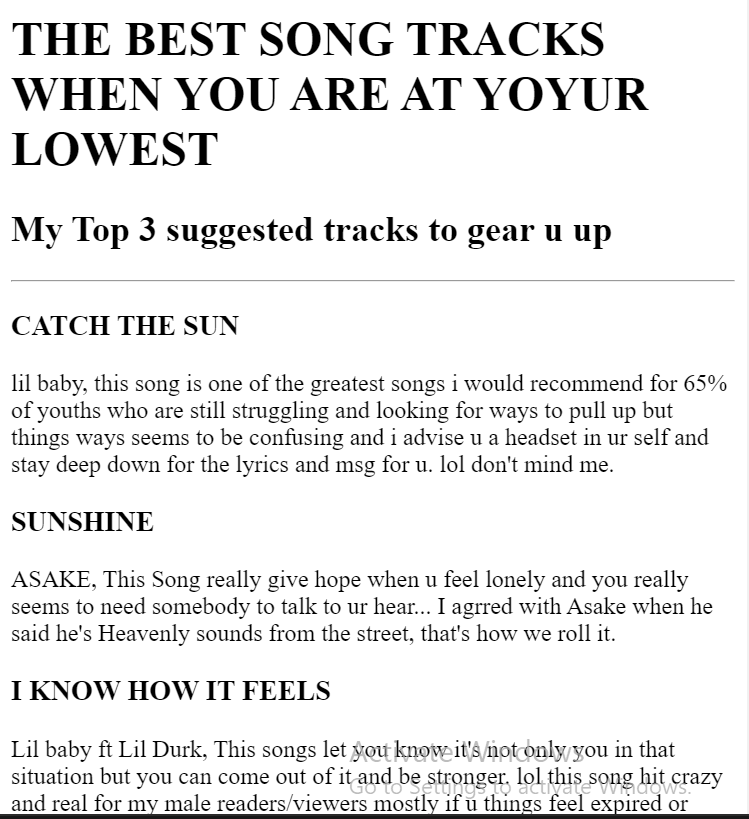 THE BEST SONG TRACKS
WHEN YOU ARE AT YOYUR
LOWEST
My Top 3 suggested tracks to gear u up
CATCH THE SUN
lil baby, this song is one of the greatest songs i would recommend for 65%
of youths who are still struggling and looking for ways to pull up but
things ways seems to be confusing and i advise u a headset in ur self and
stay deep down for the lyrics and msg for u. lol don't mind me.
SUNSHINE
ASAKE, This Song really give hope when u feel lonely and you really
seems to need somebody to talk to ur hear... I agrred with Asake when he
said he's Heavenly sounds from the street, that's how we roll it.
I KNOW HOW IT FEELS
Lil baby ft Lil Durk, This songs let you know it's not only you in that
Activate Windows
situation but you can come out of it and be stronger. lol this song hit crazy
Go to Settings to activate Windows.
and real for my male readers/viewers mostly if u things feel expired or